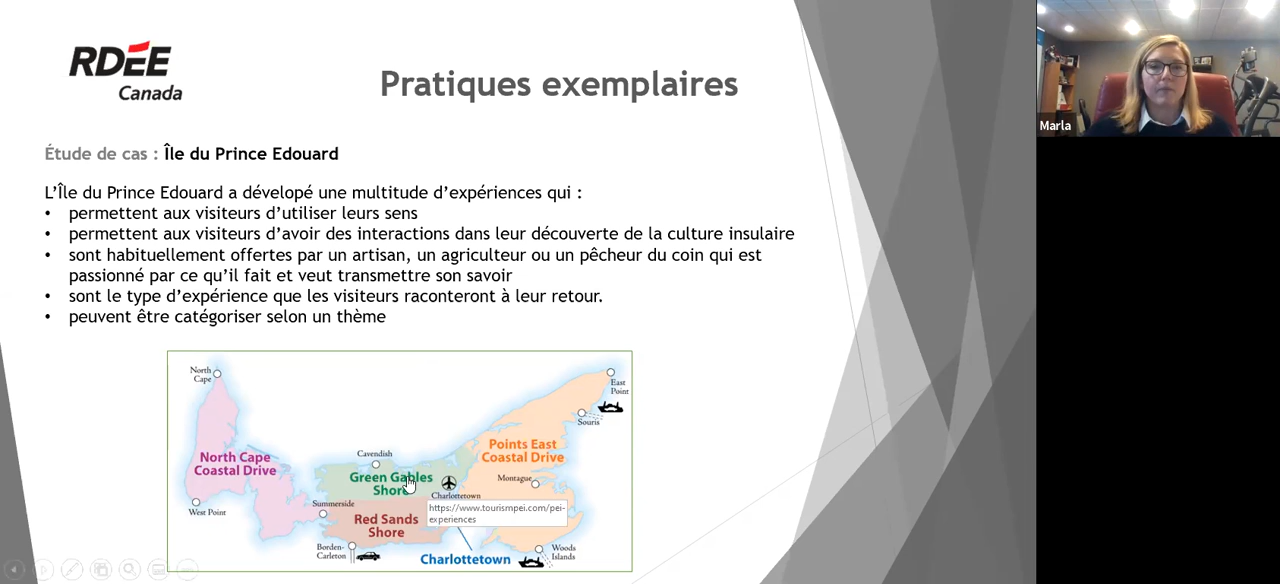 RDÉE
Canada
Pratiques exemplaires
Marla
Étude de cas : Île du Prince Edouard
L'Île du Prince Edouard a dévelopé une multitude d'expériences qui :
• permettent aux visiteurs d'utiliser leurs sens
• permettent aux visiteurs d'avoir des interactions dans leur découverte de la culture insulaire
• sont habituellement offertes par un artisan, un agriculteur ou un pêcheur du coin qui est
passionné par ce qu'il fait et veut transmettre son savoir
• sont le type d'expérience que les visiteurs raconteront à leur retour.
• peuvent être catégoriser selon un thème
North
Cape
East
Point
Souris
North Cape
Coastal Drive
Points East
Coastal Drive
Cavendish
Green Gables
Shore
Montague
Charlottetown
West Point
Summerside
https://www.tourismpei.com/pei-
experiences
Red Sands
Shore
Borden-
Carleton
Charlottetown
Woods
Islands